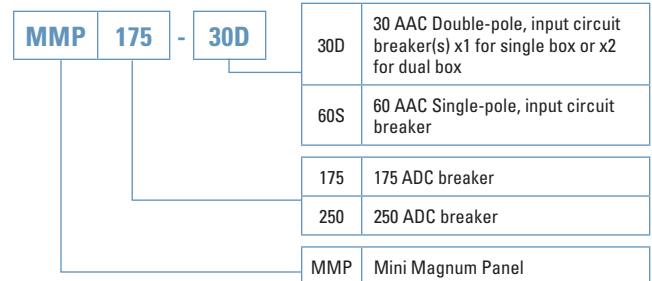 MMP 175 - 30D
30D 30 AAC Double-pole, input circuit
breaker(s) x1 for single box or x2
for dual box
60S 60 AAC Single-pole, input circuit
breaker
175 175 ADC breaker
250 250 ADC breaker
MMP Mini Magnum Panel